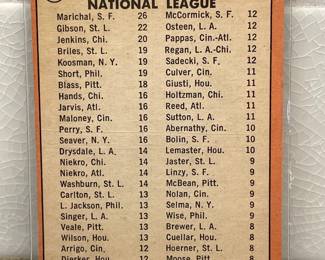 NATIONAL LEAGUE
Marichal, S. F. 26
Gibson, St. L. 22
Jenkins, Chi. 20
Briles, St. L. 19
Koosman, N. Y. 19
Short, Phil. 19
Blass, Pitt. 18
Hands, Chi. 16
Jarvis, Atl. 16
Maloney, Cin. 16
Perry, S. F. 16
Seaver, N. Y. 16
Drysdale, L. A. 14
Niekro, Chi. 14
Niekro, Atl. 14
Washburn, St. L. 14
Carlton, St. L. 13
L. Jackson, Phil. 13
Singer, L. A. 13
Veale, Pitt. 13
Wilson, Hou. 13
Arrigo, Cin. 12
Dierker, Hou. 12
McCormick, S. F. 12
Osteen, L. A. 12
Pappas, Cin.-Atl. 12
Regan, L. A.-Chi. 12
Sadecki, S. F. 12
Culver, Cin. 11
Giusti, Hou. 11
Holtzman, Chi. 11
Reed, Atl. 11
Sutton, L. A. 11
Abernathy, Cin. 10
Bolin, S. F. 10
Lemaster, Hou. 10
Jaster, St. L. 9
Linzy, S. F. 9
McBean, Pitt. 9
Nolan, Cin. 9
Selma, N. Y. 9
Wise, Phil. 9
Brewer, L. A. 8
Cuellar, Hou. 8
Hoerner, St. L. 8
Moose, Pitt. 8